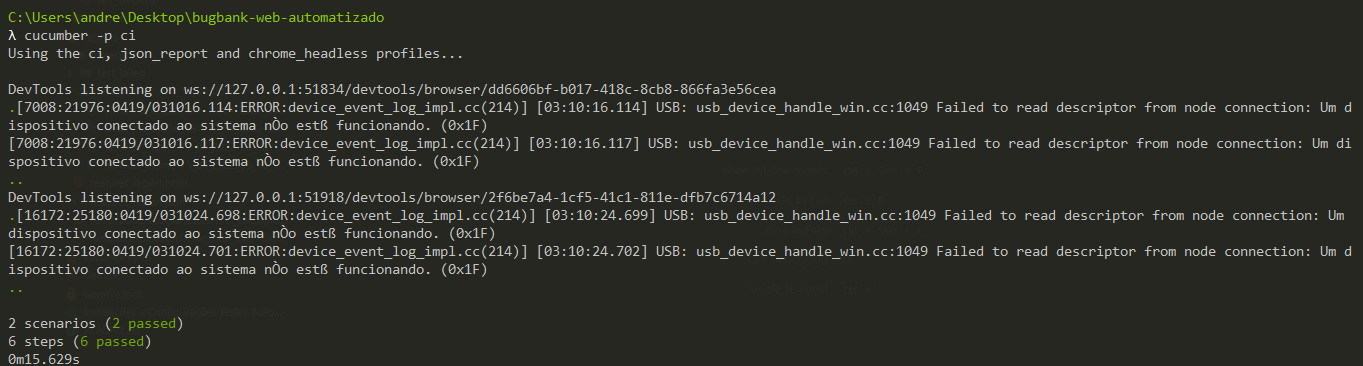 C:\Users\andre\Desktop\bugbank-web-automatizado
λ cucumber -p ci
Using the ci, json_report and chrome_headless profiles...
DevTools listening on ws://127.0.0.1:51834/devtools/browser/dd6606bf-b017-418c-8cb8-866fa3e56cea
.[7008:21976:0419/031016.114:ERROR:device_event_log_impl.cc(214)] [03:10:16.114] USB: usb_device_handle_win.cc:1049 Failed to read descriptor from node connection: Um d
ispositivo conectado ao sistema nÒo estß funcionando. (0x1F)
[7008:21976:0419/031016.117:ERROR:device_event_log_impl.cc(214)] [03:10:16.117] USB: usb_device_handle_win.cc:1049 Failed to read descriptor from node connection: Um di
spositivo conectado ao sistema nÒo estß funcionando. (0x1F)
..
DevTools listening on ws://127.0.0.1:51918/devtools/browser/2f6be7a4-1cf5-41c1-811e-dfb7c6714a12
.[16172:25180:0419/031024.698:ERROR:device_event_log_impl.cc(214)] [03:10:24.699] USB: usb_device_handle_win.cc:1049 Failed to read descriptor from node connection: Um
dispositivo conectado ao sistema nÒo estß funcionando. (0x1F)
[16172:25180:0419/031024.701:ERROR:device_event_log_impl.cc(214)] [03:10:24.702] USB: usb_device_handle_win.cc:1049 Failed to read descriptor from node connection: Um d
ispositivo conectado ao sistema nÒo estß funcionando. (0x1F)
..
2 scenarios (2 passed)
6 steps (6 passed)
0m15.629s